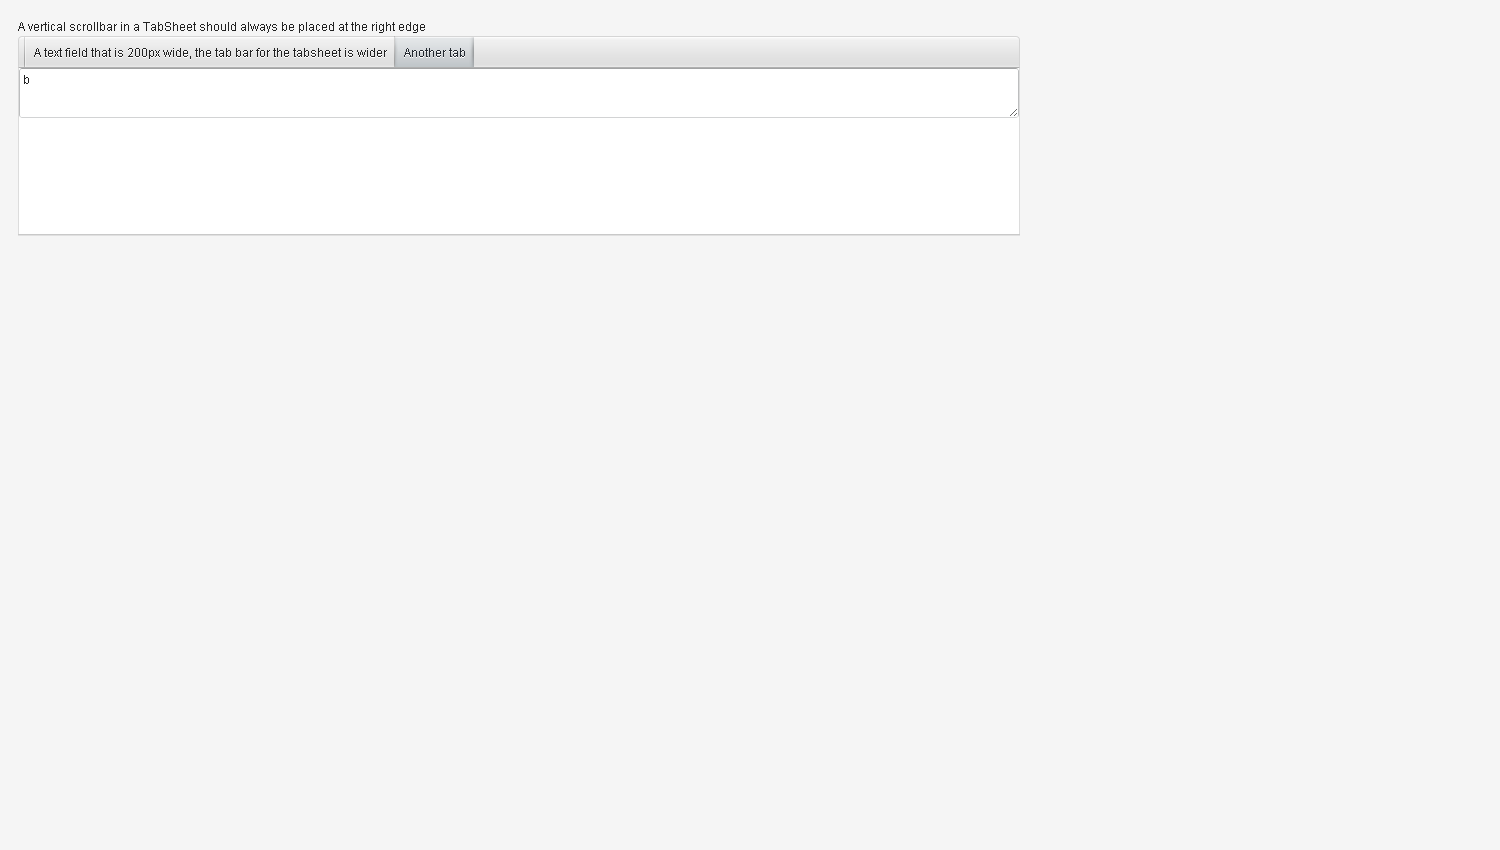 A vertical scrollbar in a TabSheet should always be placed at the right edge
A text field that is 200px wide, the tab bar for the tabsheet is wider
Another tab
b